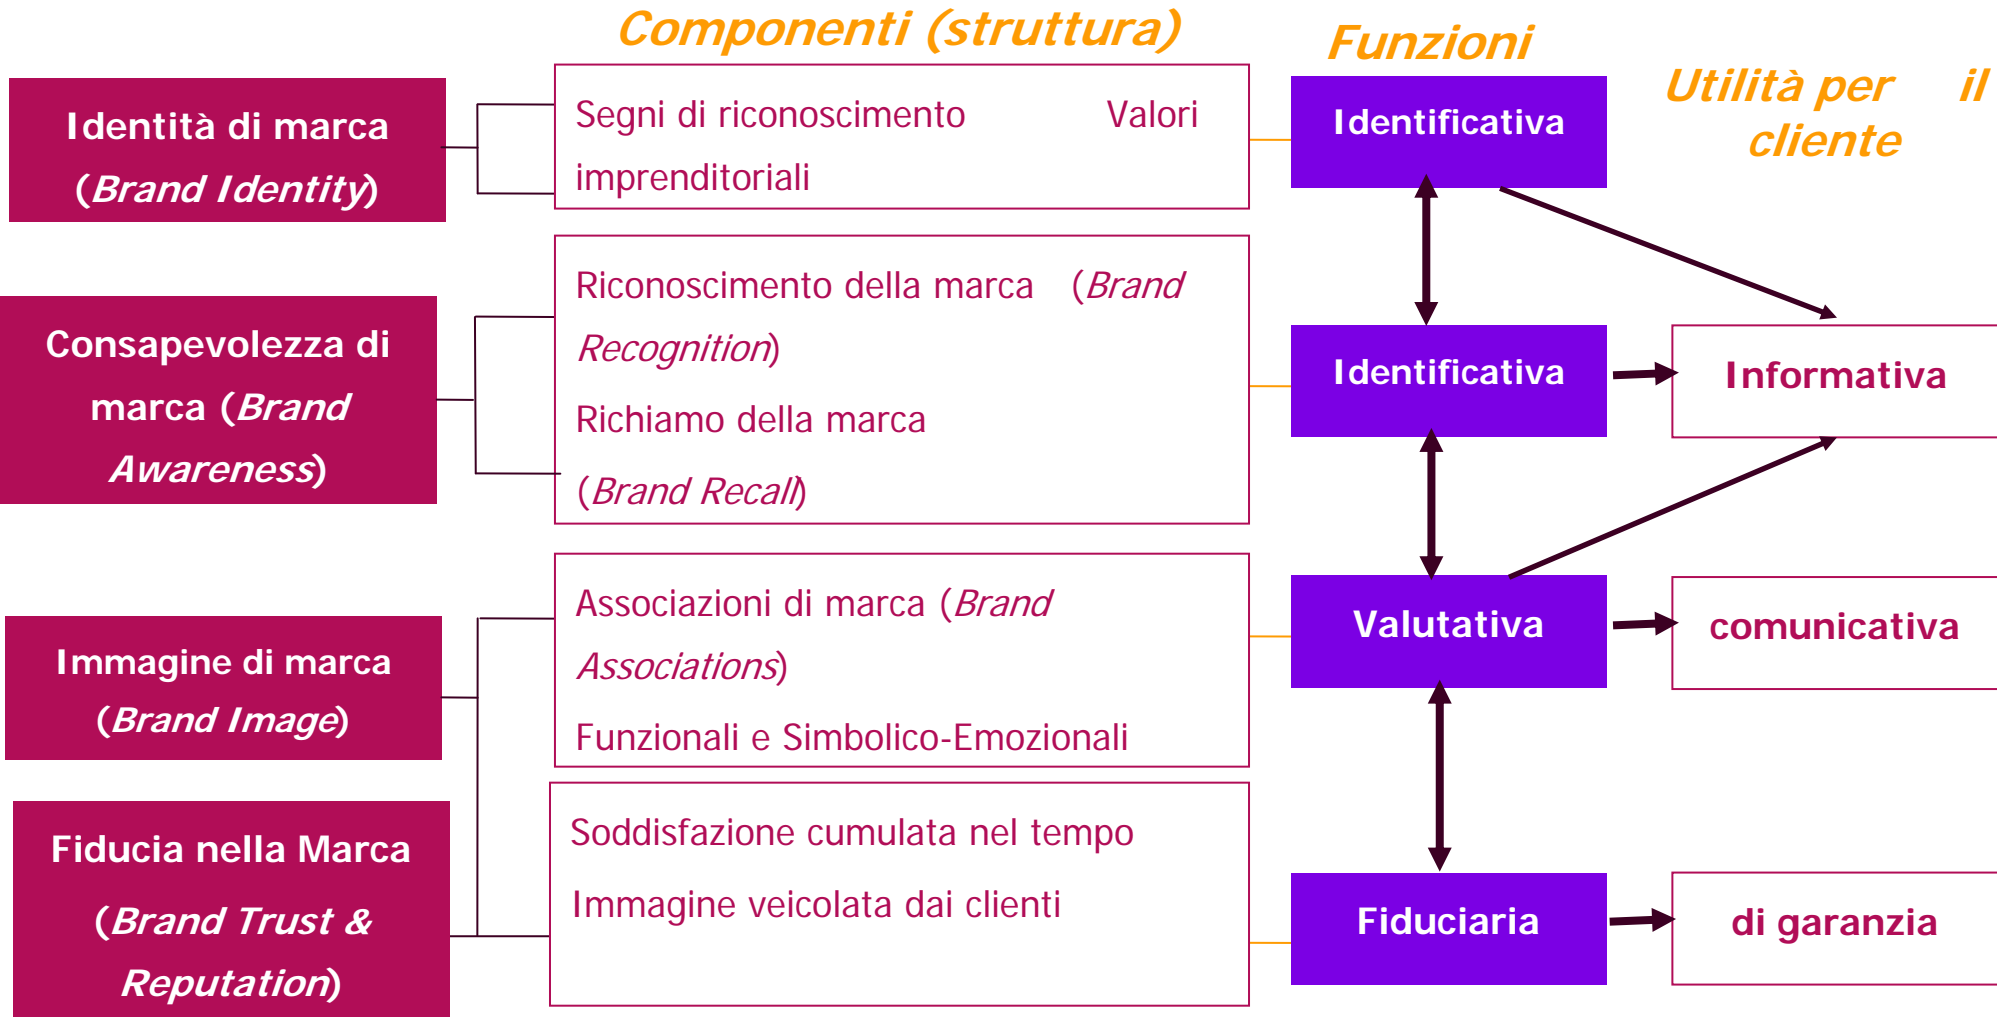 Componenti (struttura)
Funzioni
Utilità per il
cliente
Identità di marca
(Brand Identity)
Segni di riconoscimento Valori
imprenditoriali
Identificativa
Consapevolezza di
marca (Brand
Awareness)
Riconoscimento della marca (Brand
Recognition)
Richiamo della marca
(Brand Recall)
Identificativa
Informativa
Immagine di marca
(Brand Image)
Associazioni di marca (Brand
Associations)
Funzionali e Simbolico-Emozionali
Valutativa
comunicativa
Fiducia nella Marca
(Brand Trust &
Reputation)
Soddisfazione cumulata nel tempo
Immagine veicolata dai clienti
Fiduciaria
di garanzia